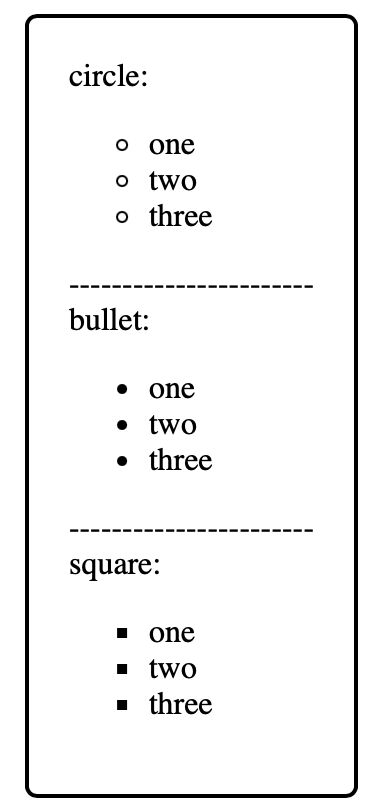 circle:
○ one
○ two
○ three
-----------------------
bullet:
● one
● two
● three
-----------------------
square:
■ one
■ two
■ three